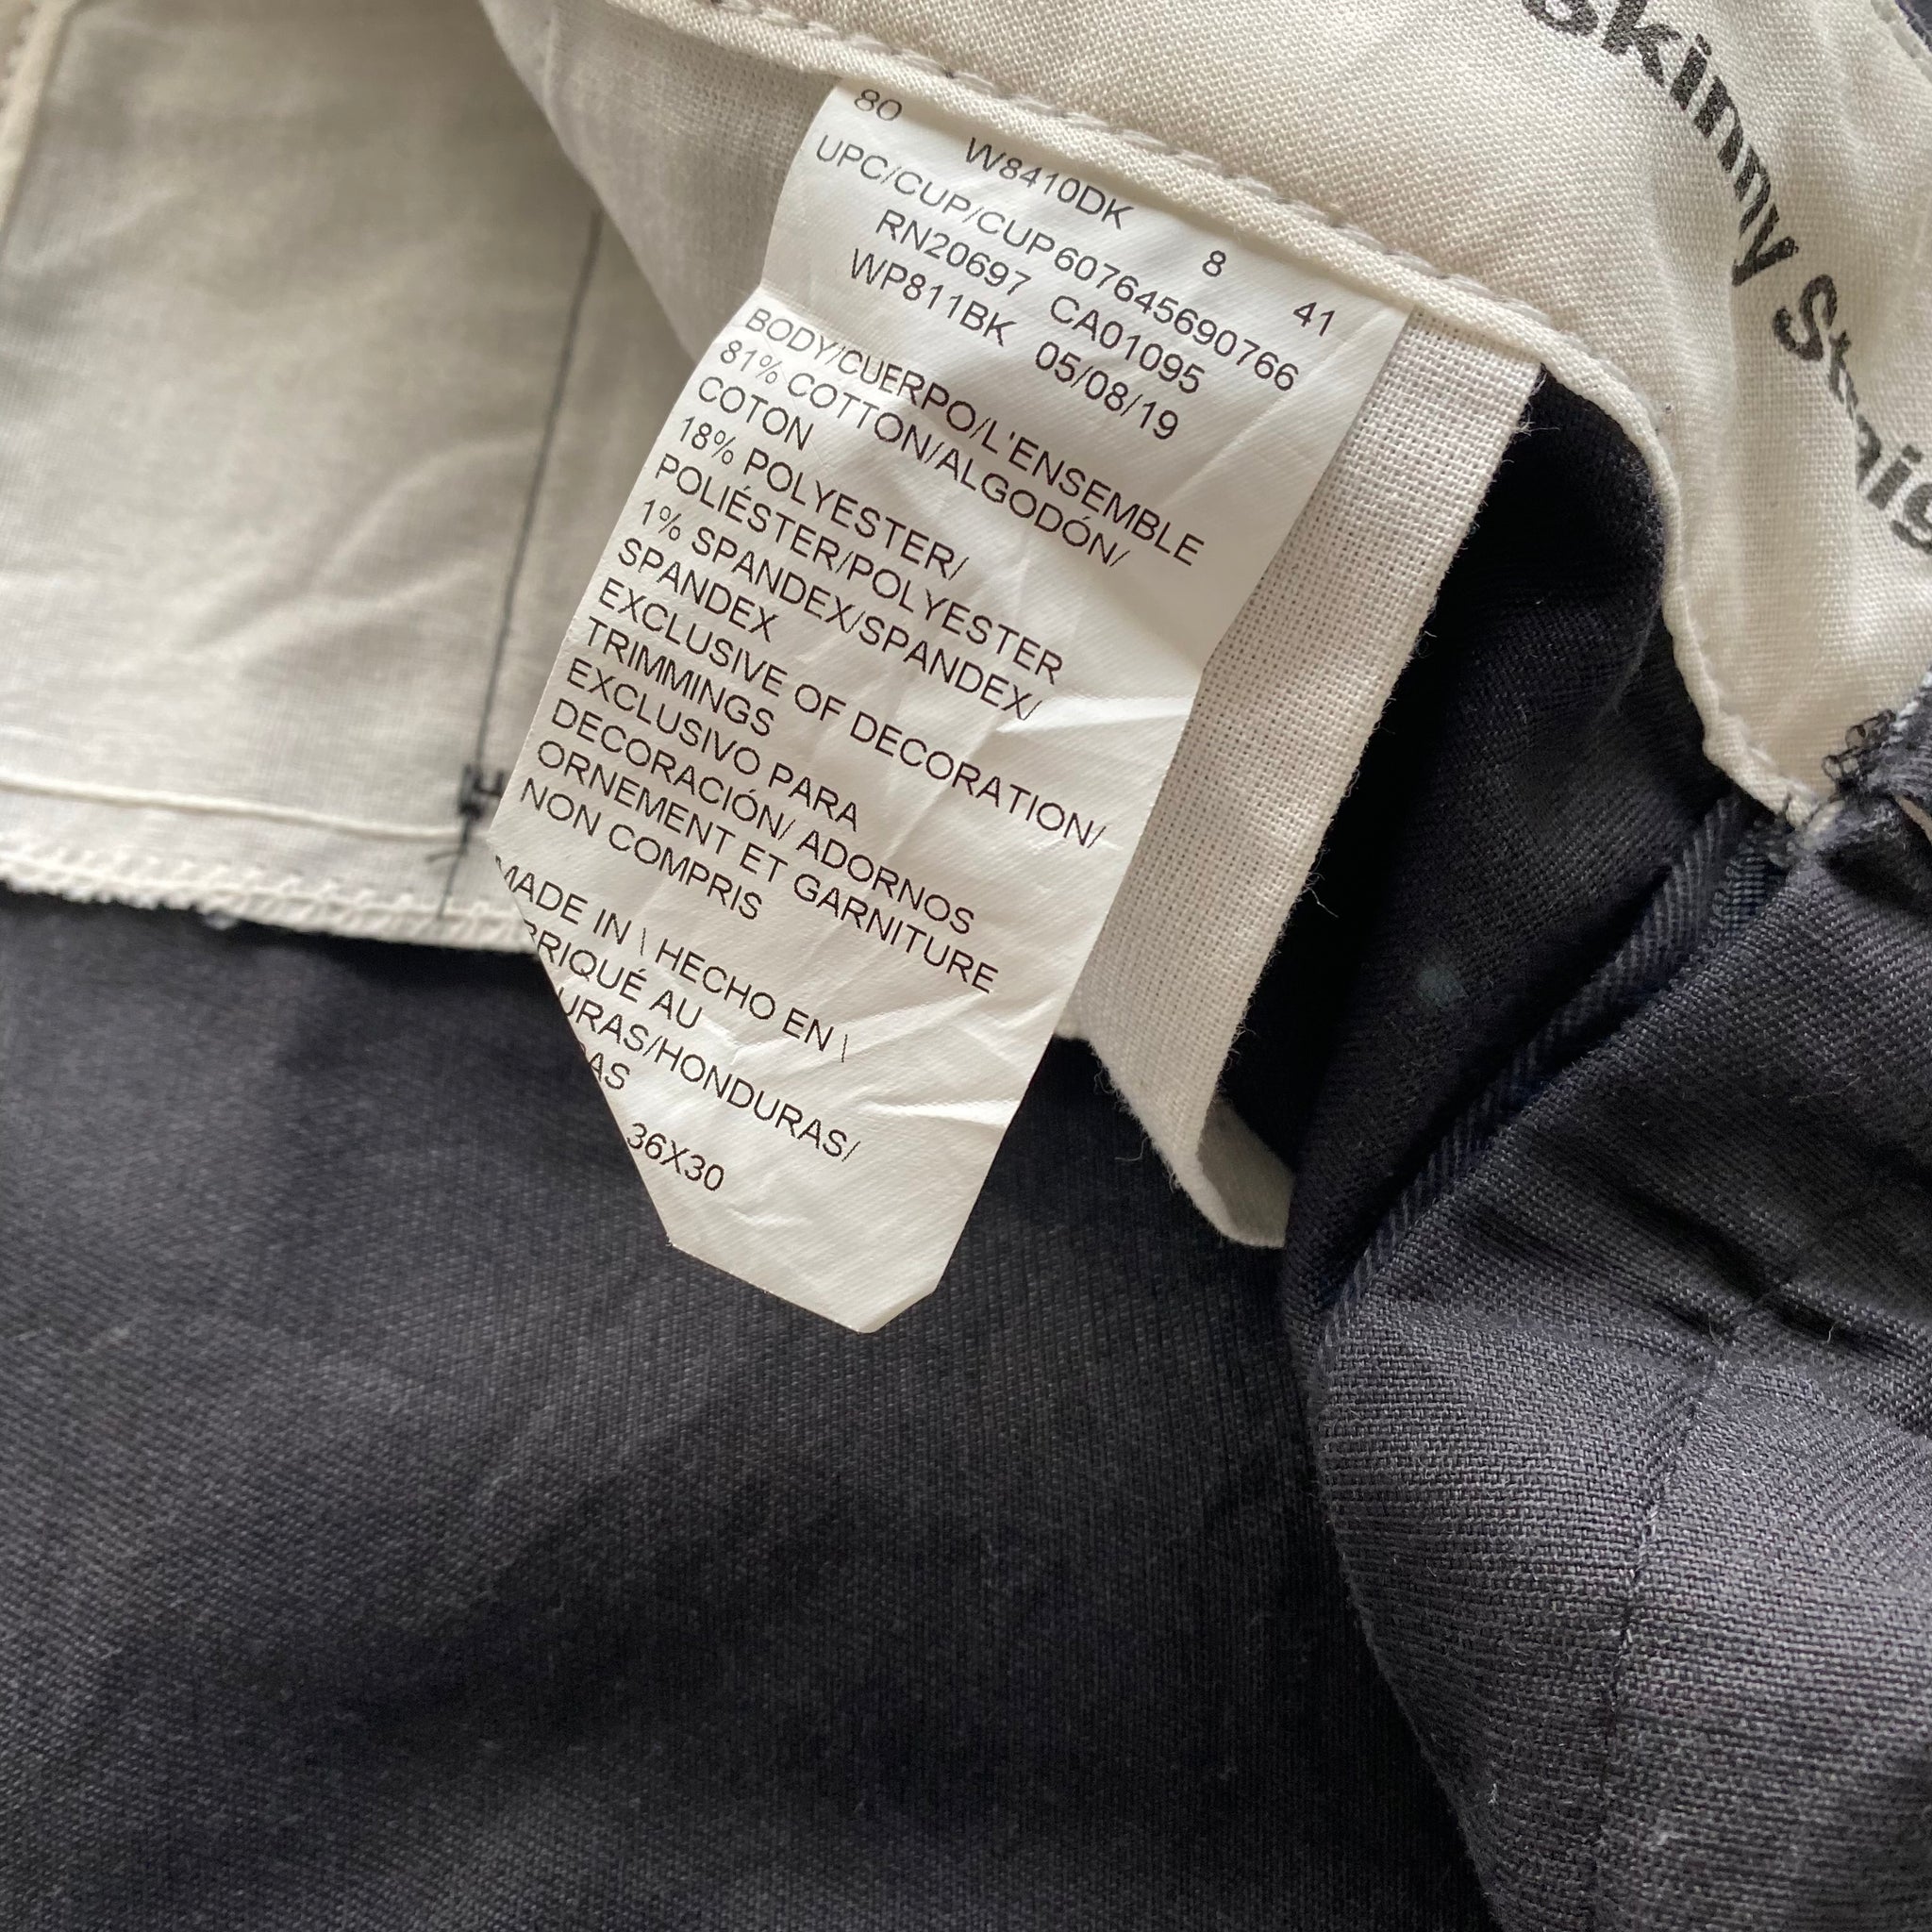 Skinny Straig
80 W8410DK 8 41
UPC/CUP/CUP607645690766
RN20697 CA01095
WP811BK 05/08/19
BODY/CUERPO/L'ENSEMBLE
81% COTTON/ALGODÓN/
COTON
18% POLYESTER/
POLIÉSTER/POLYESTER
1% SPANDEX/SPANDEX/
SPANDEX
EXCLUSIVE OF DECORATION/
TRIMMINGS
EXCLUSIVO PARA
DECORACIÓN/ ADORNOS
ORNEMENT ET GARNITURE
NON COMPRIS
MADE IN \ HECHO EN \
BRIQUÉ AU
URAS/HONDURAS/
AS
36X30